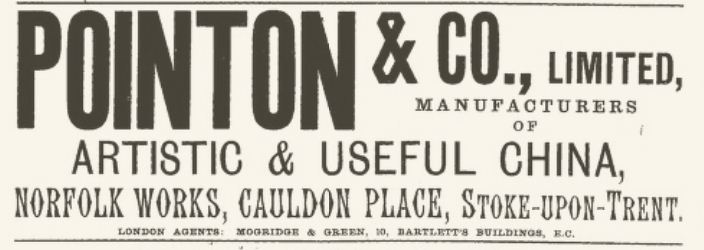 POINTON & CO., LIMITED,
MANUFACTURERS
OF
ARTISTIC & USEFUL CHINA,
NORFOLK WORKS, CAULDON PLACE, STOKE-UPON-TRENT.
LONDON AGENTS: MOGRIDGE & GREEN, 10, BARTLETT'S BUILDINGS, E.C.